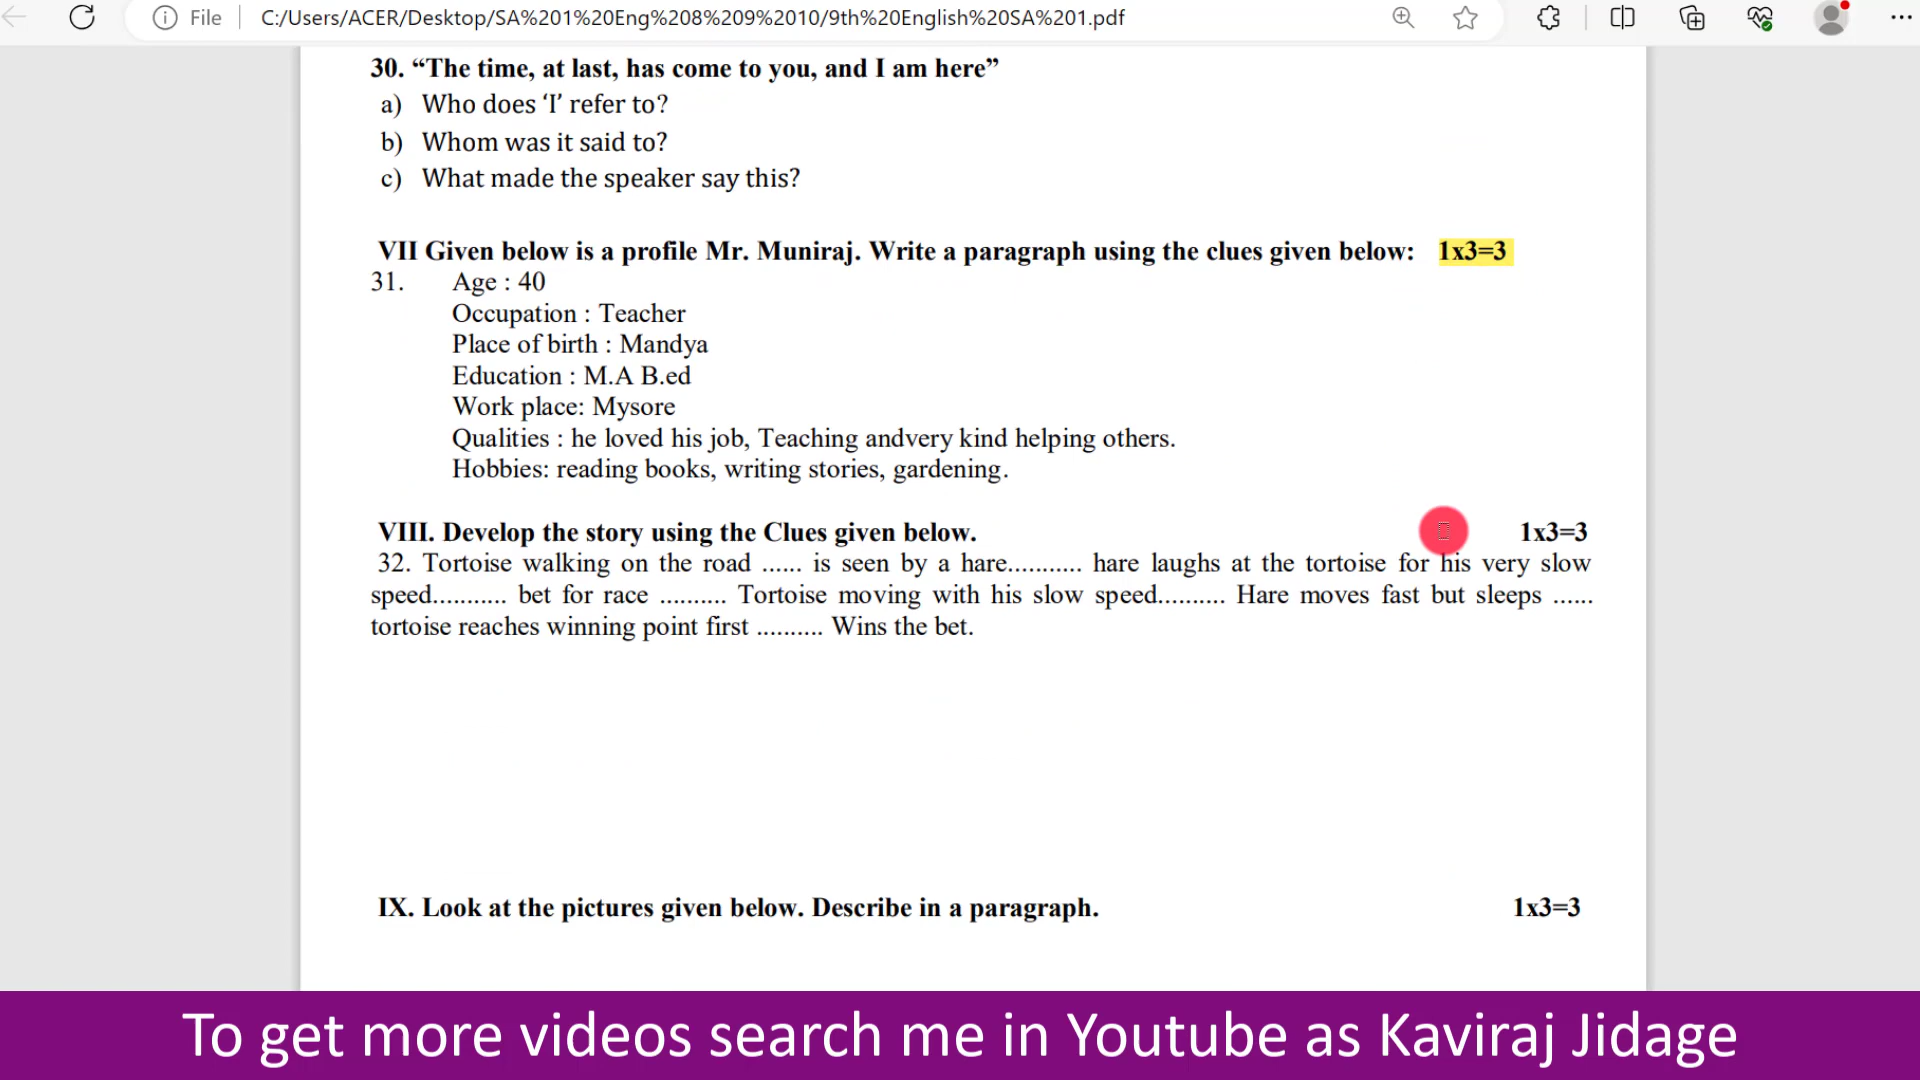 File
C:/Users/ACER/Desktop/SA%201%20Eng%208%209%2010/9th%20English%20SA%201.pdf
30. “The time, at last, has come to you, and I am here”
a) Who does ‘I’ refer to?
b) Whom was it said to?
c) What made the speaker say this?
VII Given below is a profile Mr. Muniraj. Write a paragraph using the clues given below: 1x3=3
31. Age : 40
Occupation : Teacher
Place of birth : Mandya
Education : M.A B.ed
Work place: Mysore
Qualities : he loved his job, Teaching andvery kind helping others.
Hobbies: reading books, writing stories, gardening.
VIII. Develop the story using the Clues given below. 1x3=3
32. Tortoise walking on the road ...... is seen by a hare........... hare laughs at the tortoise for his very slow
speed........... bet for race .......... Tortoise moving with his slow speed.......... Hare moves fast but sleeps ......
tortoise reaches winning point first .......... Wins the bet.
IX. Look at the pictures given below. Describe in a paragraph. 1x3=3
To get more videos search me in Youtube as Kaviraj Jidage